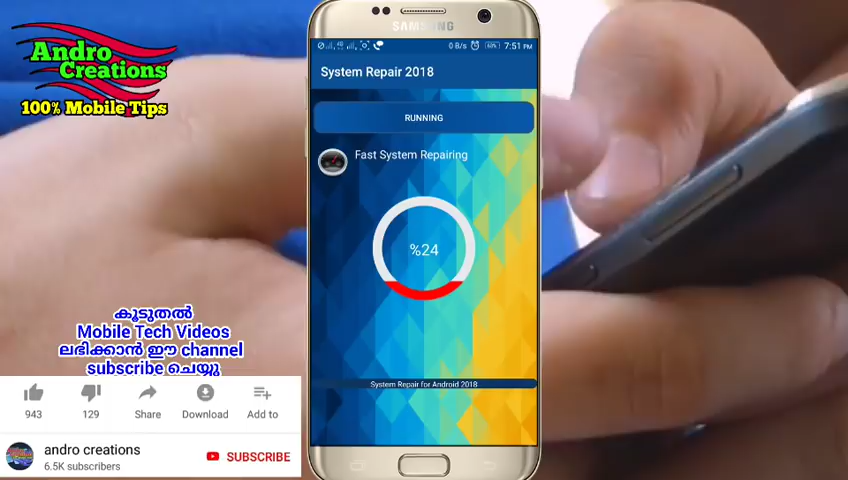 Andro
Creations
100% Mobile Tips
SAMSUNG
0 B/s 60% 7:51 PM
System Repair 2018
RUNNING
Fast System Repairing
%24
System Repair for Android 2018
കൂടുതൽ
Mobile Tech Videos
ലഭിക്കാൻ ഈ channel
subscribe ചെയ്യു
943 129 Share Download Add to
andro creations
6.5K subscribers
SUBSCRIBE